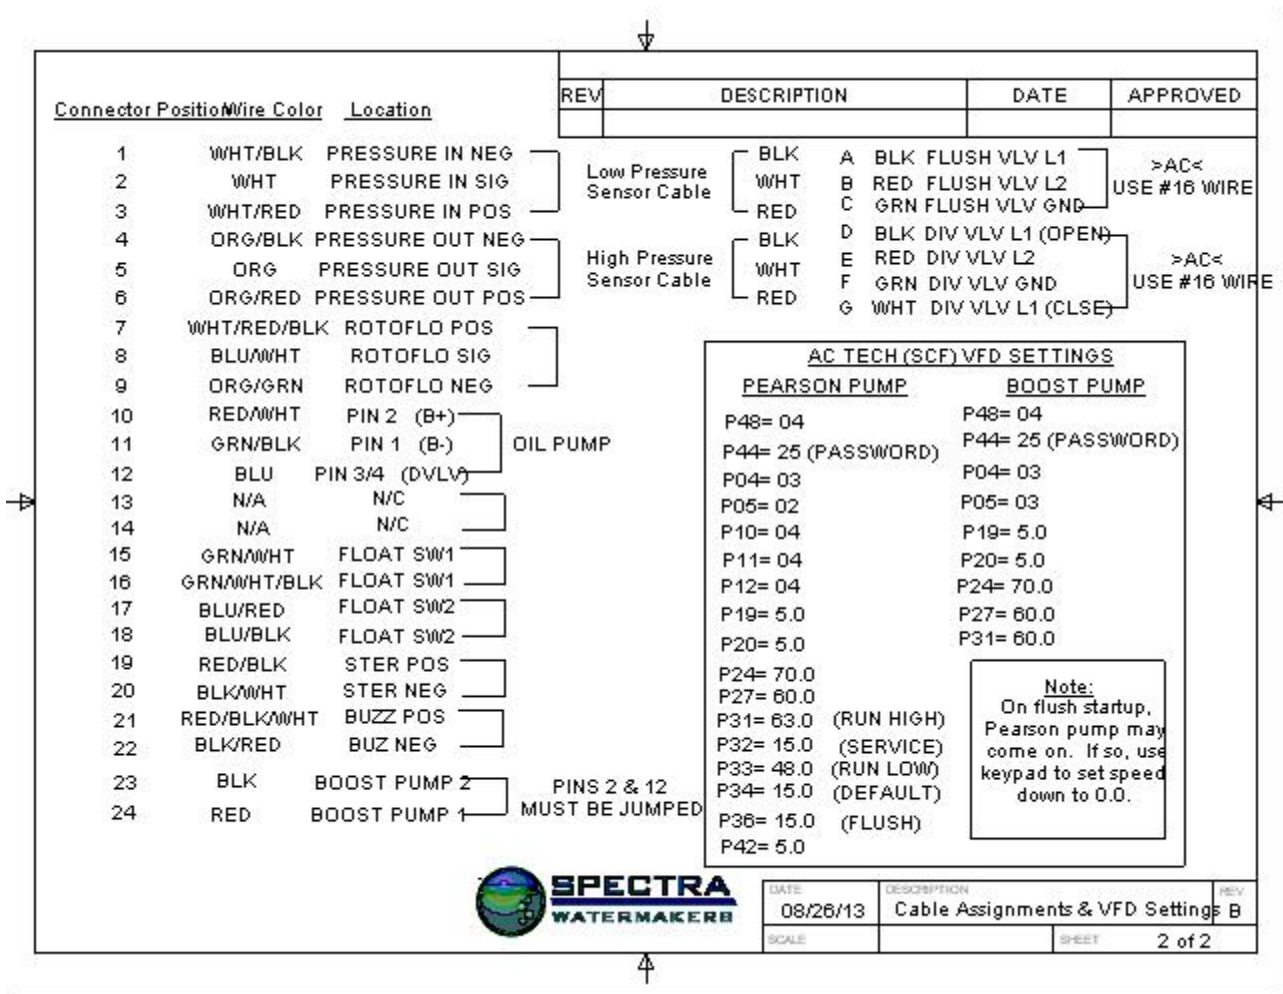 REV DESCRIPTION DATE APPROVED
Connector Position Wire Color Location
1 WHT/BLK PRESSURE IN NEG
2 WHT PRESSURE IN SIG
3 WHT/RED PRESSURE IN POS
4 ORG/BLK PRESSURE OUT NEG
5 ORG PRESSURE OUT SIG
6 ORG/RED PRESSURE OUT POS
7 WHT/RED/BLK ROTOFLO POS
8 BLU/WHT ROTOFLO SIG
9 ORG/GRN ROTOFLO NEG
10 RED/WHT PIN 2 (B+)
11 GRN/BLK PIN 1 (B-)
12 BLU PIN 3/4 (DVLV)
OIL PUMP
13 N/A N/C
14 N/A N/C
15 GRN/WHT FLOAT SW1
16 GRN/WHT/BLK FLOAT SW1
17 BLU/RED FLOAT SW2
18 BLU/BLK FLOAT SW2
19 RED/BLK STER POS
20 BLK/WHT STER NEG
21 RED/BLK/WHT BUZZ POS
22 BLK/RED BUZ NEG
23 BLK BOOST PUMP 2
24 RED BOOST PUMP 1
PINS 2 & 12
MUST BE JUMPED
Low Pressure
Sensor Cable
BLK
WHT
RED
High Pressure
Sensor Cable
BLK
WHT
RED
A BLK FLUSH VLV L1
B RED FLUSH VLV L2
C GRN FLUSH VLV GND
>AC<
USE #16 WIRE
D BLK DIV VLV L1 (OPEN)
E RED DIV VLV L2
F GRN DIV VLV GND
G WHT DIV VLV L1 (CLSE)
>AC<
USE #16 WIRE
AC TECH (SCF) VFD SETTINGS
PEARSON PUMP
P48= 04
P44= 25 (PASSWORD)
P04= 03
P05= 02
P10= 04
P11= 04
P12= 04
P19= 5.0
P20= 5.0
P24= 70.0
P27= 60.0
P31= 63.0 (RUN HIGH)
P32= 15.0 (SERVICE)
P33= 48.0 (RUN LOW)
P34= 15.0 (DEFAULT)
P36= 15.0 (FLUSH)
P42= 5.0
BOOST PUMP
P48= 04
P44= 25 (PASSWORD)
P04= 03
P05= 03
P19= 5.0
P20= 5.0
P24= 70.0
P27= 60.0
P31= 60.0
Note:
On flush startup,
Pearson pump may
come on. If so, use
keypad to set speed
down to 0.0.
SPECTRA
WATERMAKERS
DATE DESCRIPTION REV
08/26/13 Cable Assignments & VFD Settings B
SCALE SHEET 2 of 2